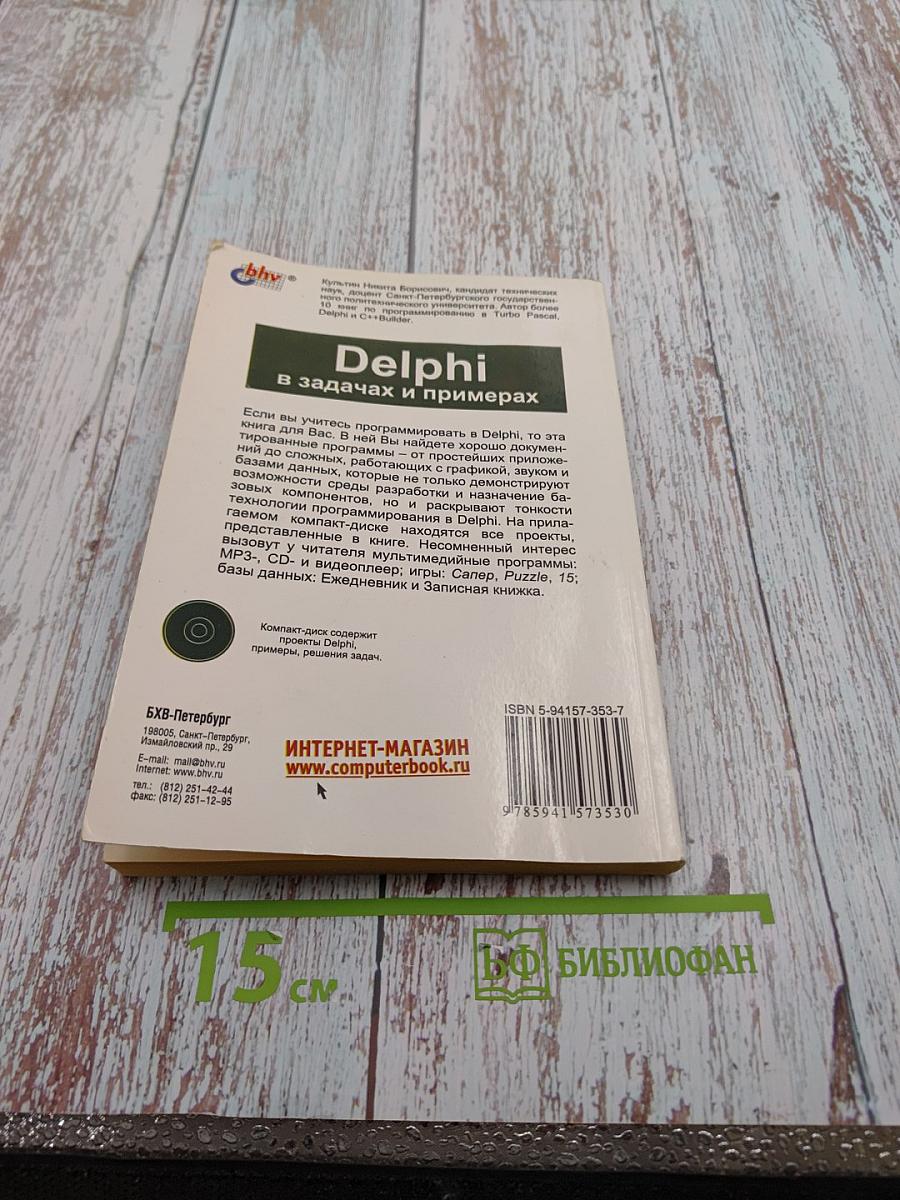 bhv®
Культин Никита Борисович, кандидат технических
наук, доцент Санкт-Петербургского государствен-
ного политехнического университета. Автор более
10 книг по программированию в Turbo Pascal,
Delphi и C++Builder.
Delphi
в задачах и примерах
Если вы учитесь программировать в Delphi, то эта
книга для Вас. В ней Вы найдете хорошо докумен-
тированные программы – от простейших приложе-
ний до сложных, работающих с графикой, звуком и
базами данных, которые не только демонстрируют
возможности среды разработки и назначение ба-
зовых компонентов, но и раскрывают тонкости
технологии программирования в Delphi. На прила-
гаемом компакт-диске находятся все проекты,
представленные в книге. Несомненный интерес
вызовут у читателя мультимедийные программы:
MP3-, CD- и видеоплеер; игры: Сапер, Puzzle, 15;
базы данных: Ежедневник и Записная книжка.
Компакт-диск содержит
проекты Delphi,
примеры, решения задач.
БХВ-Петербург
198005, Санкт-Петербург,
Измайловский пр., 29
E-mail: mail@bhv.ru
Internet: www.bhv.ru
тел.: (812) 251-42-44
факс: (812) 251-12-95
ИНТЕРНЕТ-МАГАЗИН
www.computerbook.ru
ISBN 5-94157-353-7
9 785941 573530
15 см
БФ БИБЛИОФАН